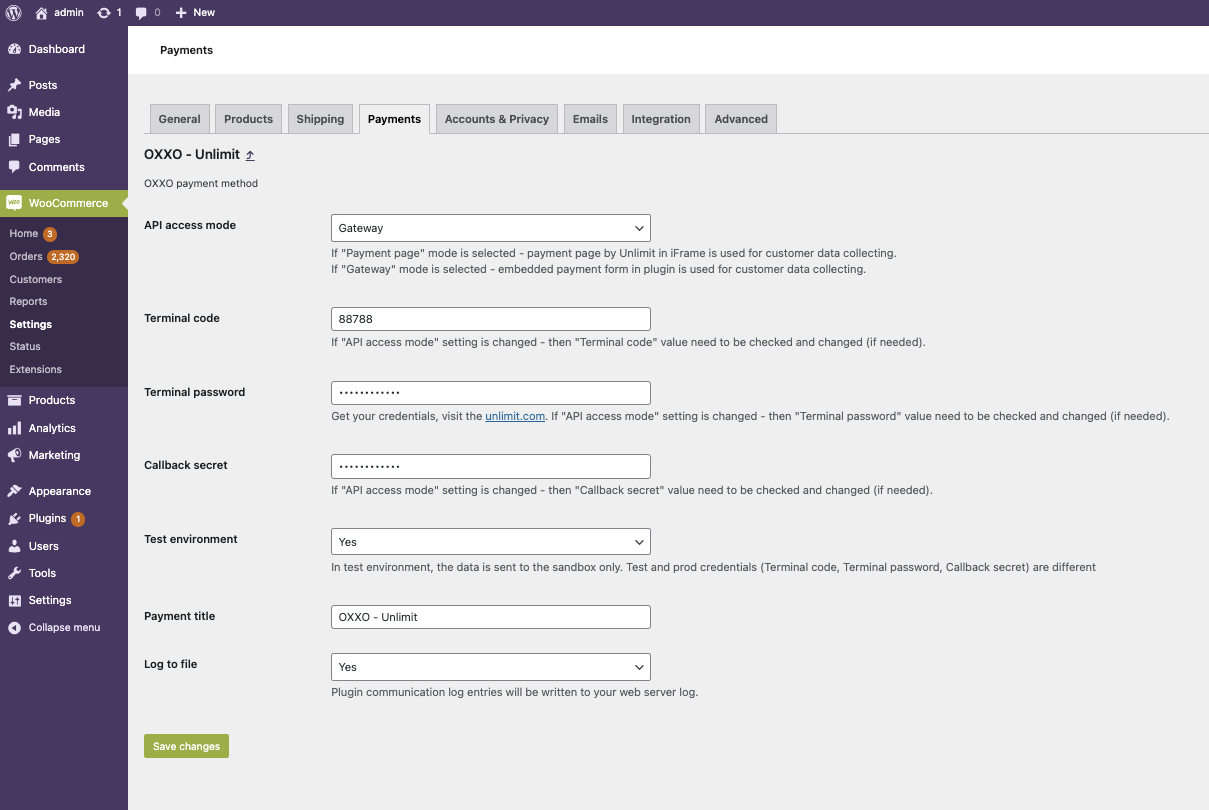 admin 1 0 New
Dashboard
Posts
Media
Pages
Comments
WooCommerce
Home 3
Orders 2,320
Customers
Reports
Settings
Status
Extensions
Products
Analytics
Marketing
Appearance
Plugins 1
Users
Tools
Settings
Collapse menu
Payments
General Products Shipping Payments Accounts & Privacy Emails Integration Advanced
OXXO - Unlimit
OXXO payment method
API access mode
Gateway
If "Payment page" mode is selected - payment page by Unlimit in iFrame is used for customer data collecting.
If "Gateway" mode is selected - embedded payment form in plugin is used for customer data collecting.
Terminal code
88788
If "API access mode" setting is changed - then "Terminal code" value need to be checked and changed (if needed).
Terminal password
••••••••••••
Get your credentials, visit the unlimit.com. If "API access mode" setting is changed - then "Terminal password" value need to be checked and changed (if needed).
Callback secret
••••••••••••
If "API access mode" setting is changed - then "Callback secret" value need to be checked and changed (if needed).
Test environment
Yes
In test environment, the data is sent to the sandbox only. Test and prod credentials (Terminal code, Terminal password, Callback secret) are different
Payment title
OXXO - Unlimit
Log to file
Yes
Plugin communication log entries will be written to your web server log.
Save changes